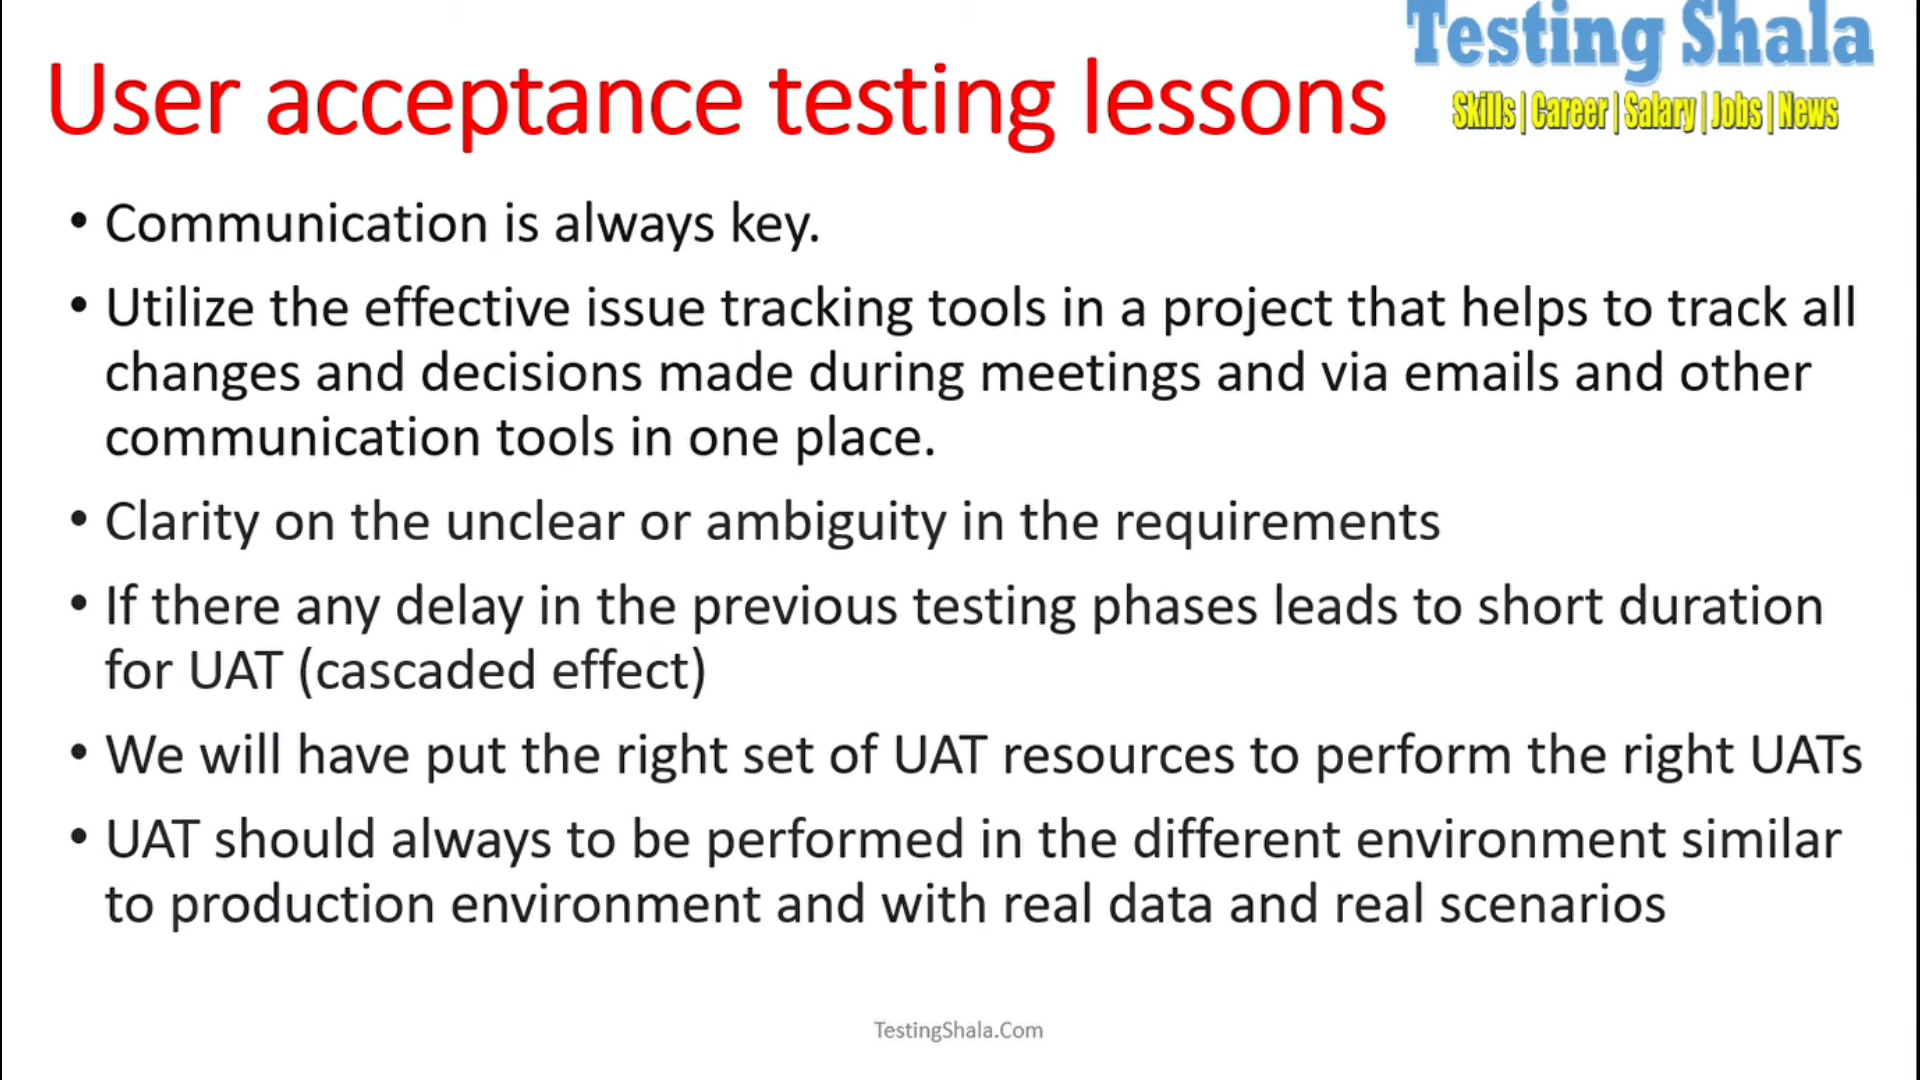 Testing Shala
User acceptance testing lessons
Skills | Career | Salary | Jobs | News
• Communication is always key.
• Utilize the effective issue tracking tools in a project that helps to track all
changes and decisions made during meetings and via emails and other
communication tools in one place.
• Clarity on the unclear or ambiguity in the requirements
• If there any delay in the previous testing phases leads to short duration
for UAT (cascaded effect)
• We will have put the right set of UAT resources to perform the right UATs
• UAT should always to be performed in the different environment similar
to production environment and with real data and real scenarios
TestingShala.Com